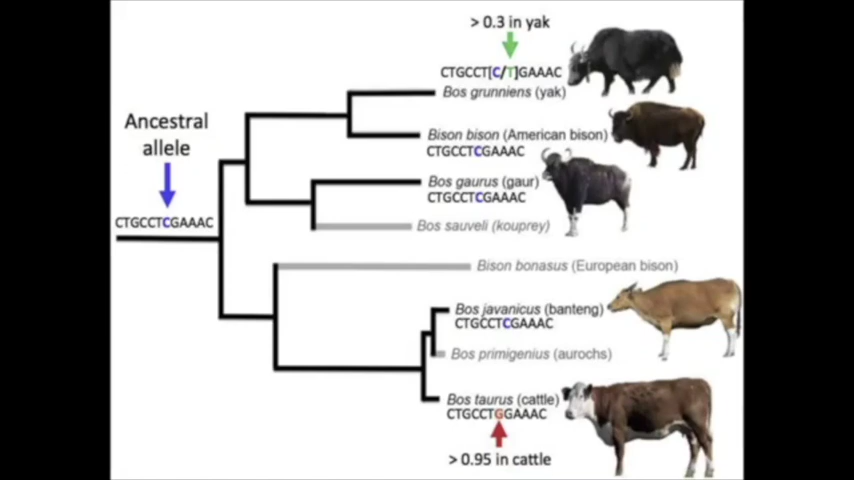 > 0.3 in yak
CTGCCT[C/T]GAAAC
Bos grunniens (yak)
Ancestral
allele
Bison bison (American bison)
CTGCCTCGAAAC
Bos gaurus (gaur)
CTGCCTCGAAAC
CTGCCTCGAAAC
Bos sauveli (kouprey)
Bison bonasus (European bison)
Bos javanicus (banteng)
CTGCCTCGAAAC
Bos primigenius (aurochs)
Bos taurus (cattle)
CTGCCTGGAAAC
> 0.95 in cattle